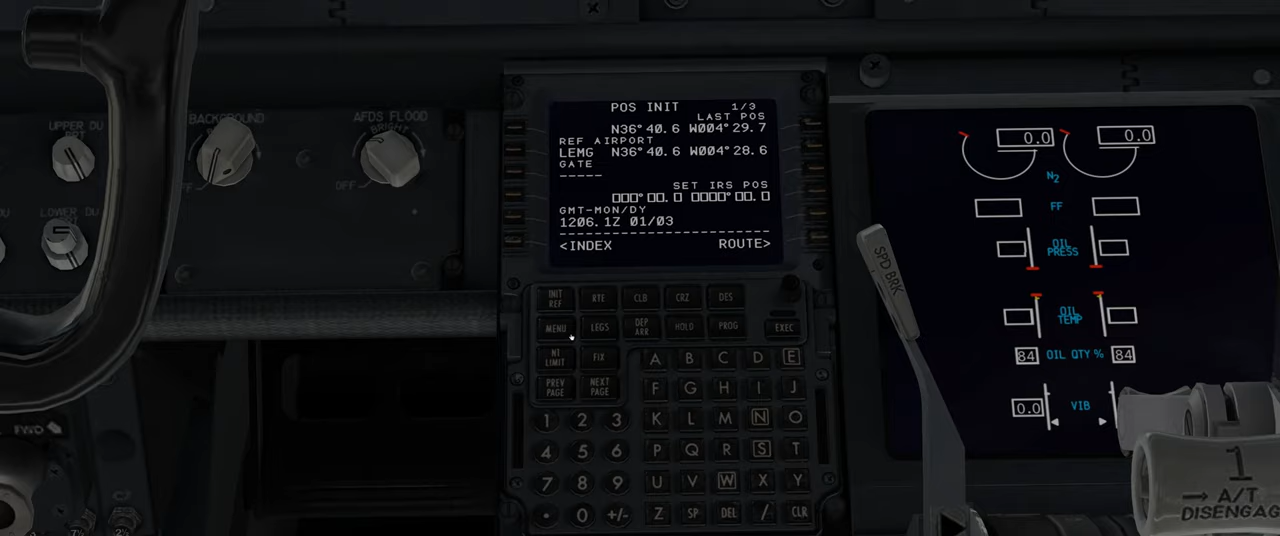 POS INIT 1/3
LAST POS
N36°40.6 W004°29.7
REF AIRPORT
LEMG N36°40.6 W004°28.6
GATE
-----
SET IRS POS
□□□°□□.□ □□□□°□□.□
GMT-MON/DY
1206.1Z 01/03
<INDEX ROUTE>
UPPER DU
BACKGROUND
AFDS FLOOD
BRIGHT
OFF
LOWER DU
FWD
INIT REF
RTE
CLB
CRZ
DES
MENU
LEGS
DEP ARR
HOLD
PROG
EXEC
N1 LIMIT
FIX
PREV PAGE
NEXT PAGE
A B C D E
F G H I J
1 2 3 K L M N O
4 5 6 P Q R S T
7 8 9 U V W X Y
. 0 +/- Z SP DEL / CLR
SPD BRK
0.0 0.0
N2
FF
OIL PRESS
OIL TEMP
84 OIL QTY % 84
0.0 VIB
1
→ A/T
DISENGAG